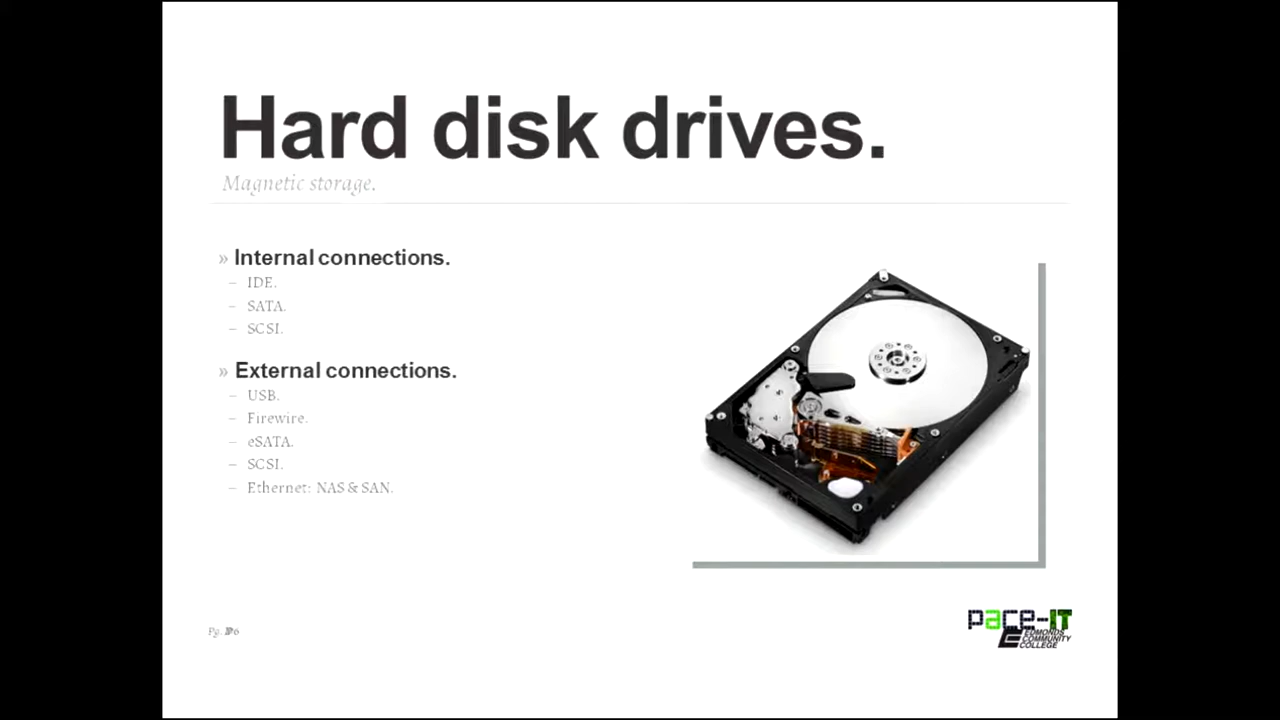 Hard disk drives.
Magnetic storage.
» Internal connections.
– IDE.
– SATA.
– SCSI.
» External connections.
– USB.
– Firewire.
– eSATA.
– SCSI.
– Ethernet: NAS & SAN.
Pg.
pace-IT
EDMONDS
COMMUNITY
COLLEGE